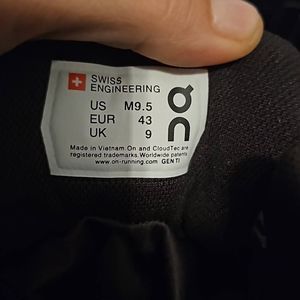 SWISS
ENGINEERING
US M9.5
EUR 43
UK 9
Made in Vietnam.On and CloudTec are
registered trademarks.Worldwide patents
www.on-running.com GEN TI